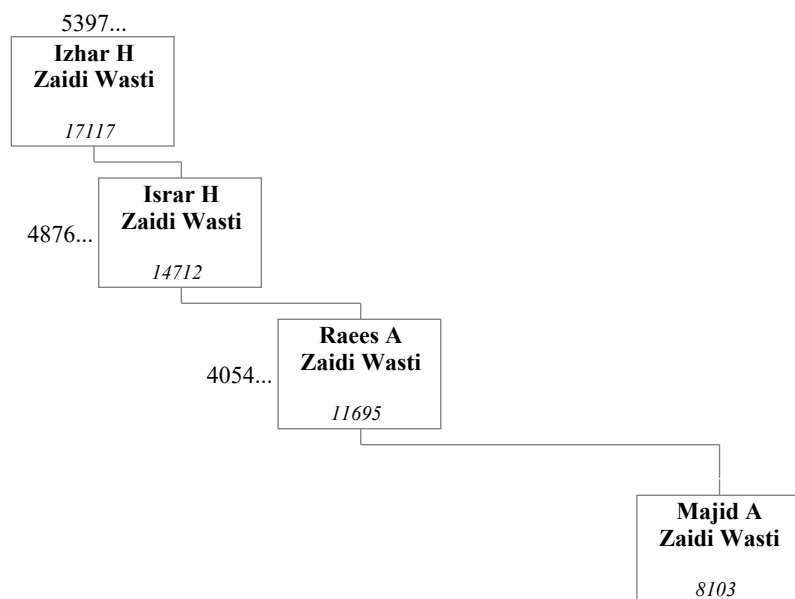 5397...
Izhar H
Zaidi Wasti
17117
Israr H
Zaidi Wasti
4876...
14712
Raees A
Zaidi Wasti
4054...
11695
Majid A
Zaidi Wasti
8103